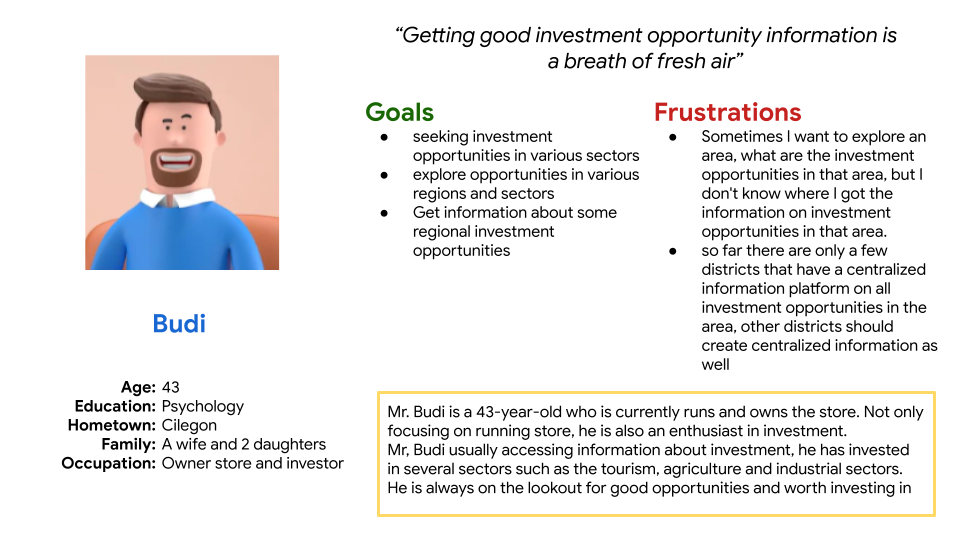 “Getting good investment opportunity information is
a breath of fresh air”
Budi
Age: 43
Education: Psychology
Hometown: Cilegon
Family: A wife and 2 daughters
Occupation: Owner store and investor
Goals
● seeking investment
opportunities in various sectors
● explore opportunities in various
regions and sectors
● Get information about some
regional investment
opportunities
Frustrations
● Sometimes I want to explore an
area, what are the investment
opportunities in that area, but I
don't know where I got the
information on investment
opportunities in that area.
● so far there are only a few
districts that have a centralized
information platform on all
investment opportunities in the
area, other districts should
create centralized information as
well
Mr. Budi is a 43-year-old who is currently runs and owns the store. Not only
focusing on running store, he is also an enthusiast in investment.
Mr, Budi usually accessing information about investment, he has invested
in several sectors such as the tourism, agriculture and industrial sectors.
He is always on the lookout for good opportunities and worth investing in